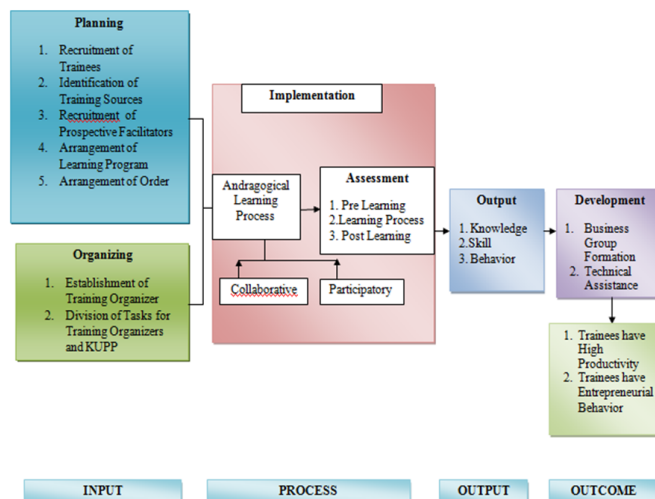 Planning
1. Recruitment of
Trainees
2. Identification of
Training Sources
3. Recruitment of
Prospective Facilitators
4. Arrangement of
Learning Program
5. Arrangement of Order
Organizing
1. Establishment of
Training Organizer
2. Division of Tasks for
Training Organizers
and KUPP
Implementation
Andragogical
Learning
Process
Assessment
1. Pre Learning
2.Learning Process
3. Post Learning
Collaborative
Participatory
Output
1. Knowledge
2.Skill
3. Behavior
Development
1. Business
Group
Formation
2. Technical
Assistance
1. Trainees have
High
Productivity
2. Trainees have
Entrepreneurial
Behavior
INPUT
PROCESS
OUTPUT
OUTCOME